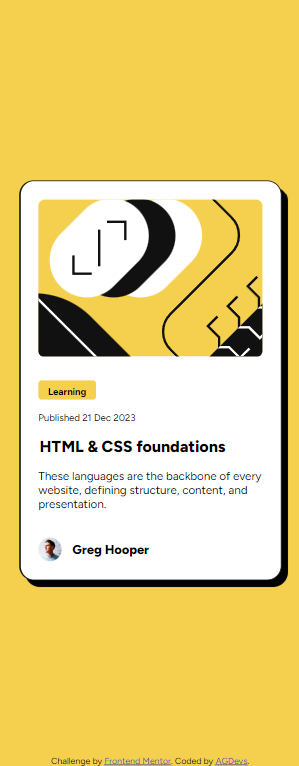 Learning
Published 21 Dec 2023
HTML & CSS foundations
These languages are the backbone of every
website, defining structure, content, and
presentation.
Greg Hooper
Challenge by Frontend Mentor. Coded by AGDevs.